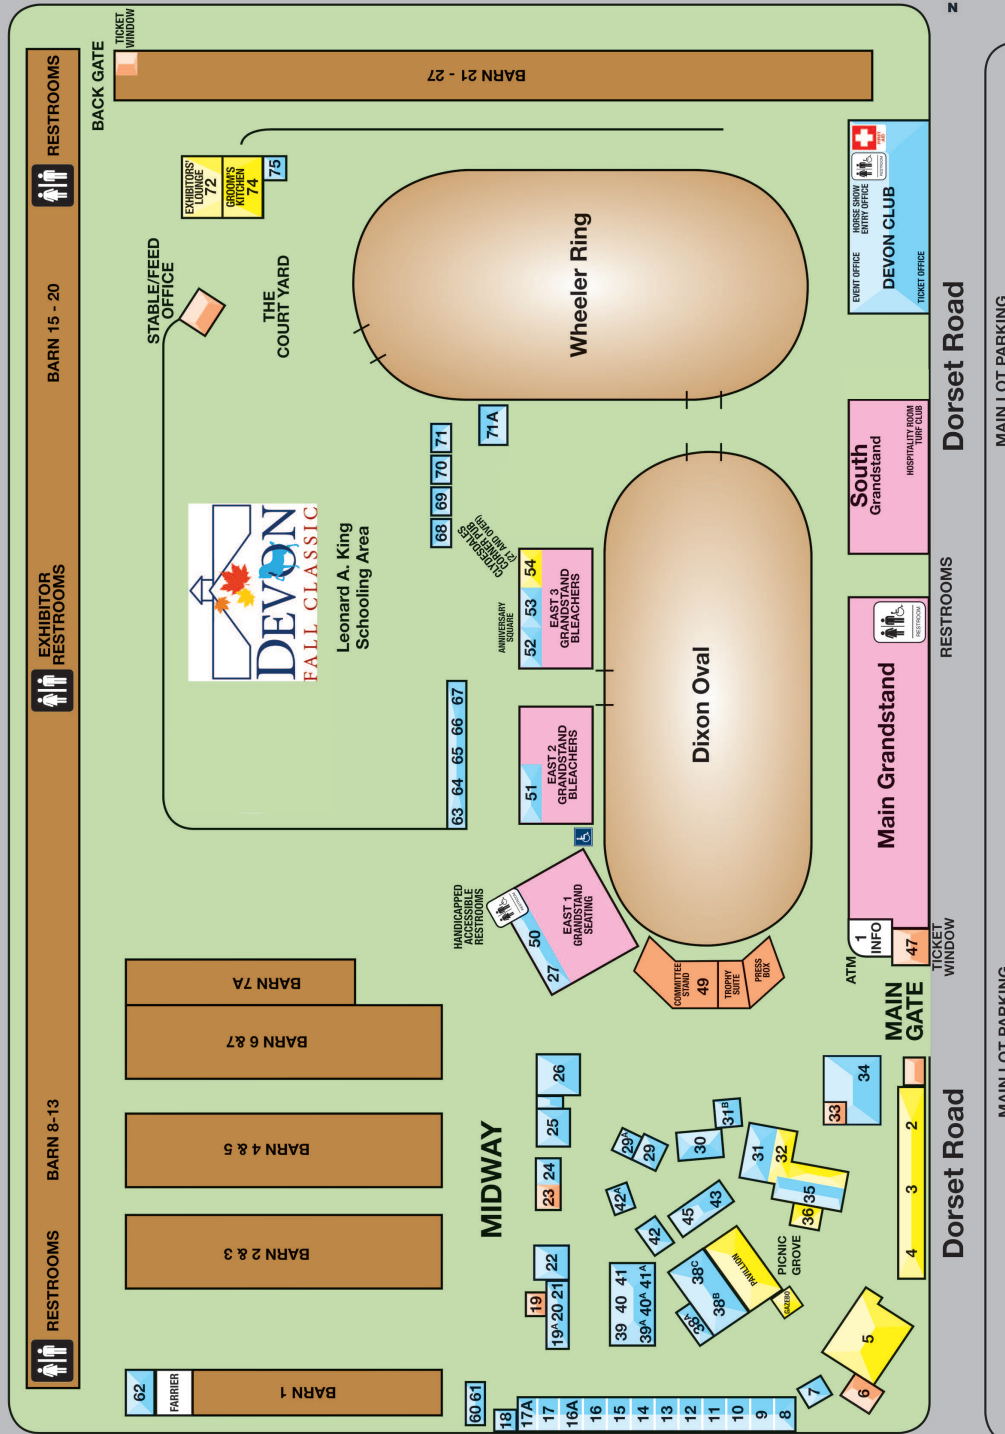 N
RESTROOMS
BARN 15 - 20
EXHIBITOR
RESTROOMS
BARN 8-13
RESTROOMS
BACK GATE
TICKET
WINDOW
BARN 21 - 27
EXHIBITORS'
LOUNGE
72
GROOM'S
KITCHEN
74
75
STABLE/FEED
OFFICE
THE
COURT YARD
Wheeler Ring
EVENT OFFICE
HORSE SHOW
ENTRY OFFICE
FIRST
AID
RESTROOM
DEVON CLUB
TICKET OFFICE
DEVON
FALL CLASSIC
Leonard A. King
Schooling Area
68
69
70
71
71A
CLYDESDALES
CORNER PUB
(21 AND OVER)
ANNIVERSARY
SQUARE
52
53
54
EAST 3
GRANDSTAND
BLEACHERS
63
64
65
66
67
51
EAST 2
GRANDSTAND
BLEACHERS
Dixon Oval
South
Grandstand
HOSPITALITY ROOM
TURF CLUB
Main Grandstand
RESTROOM
RESTROOMS
Dorset Road
MAIN LOT PARKING
HANDICAPPED
ACCESSIBLE
RESTROOMS
RESTROOM
27
50
EAST 1
GRANDSTAND
SEATING
COMMITTEE
STAND
49
TROPHY
SUITE
PRESS
BOX
1
INFO
47
ATM
TICKET
WINDOW
MAIN
GATE
MAIN LOT PARKING
BARN 7A
BARN 6 &7
BARN 4 & 5
BARN 2 & 3
BARN 1
FARRIER
62
MIDWAY
26
25
24
23
22
19
19A
20
21
29A
29
30
31B
31
32
33
34
35
36
42A
42
43
45
39
40
41
39A
40A
41A
38A
38B
38C
PAVILLION
GAZEBO
PICNIC
GROVE
2
3
4
5
6
7
8
9
10
11
12
13
14
15
16
16A
17
17A
18
60
61
Dorset Road